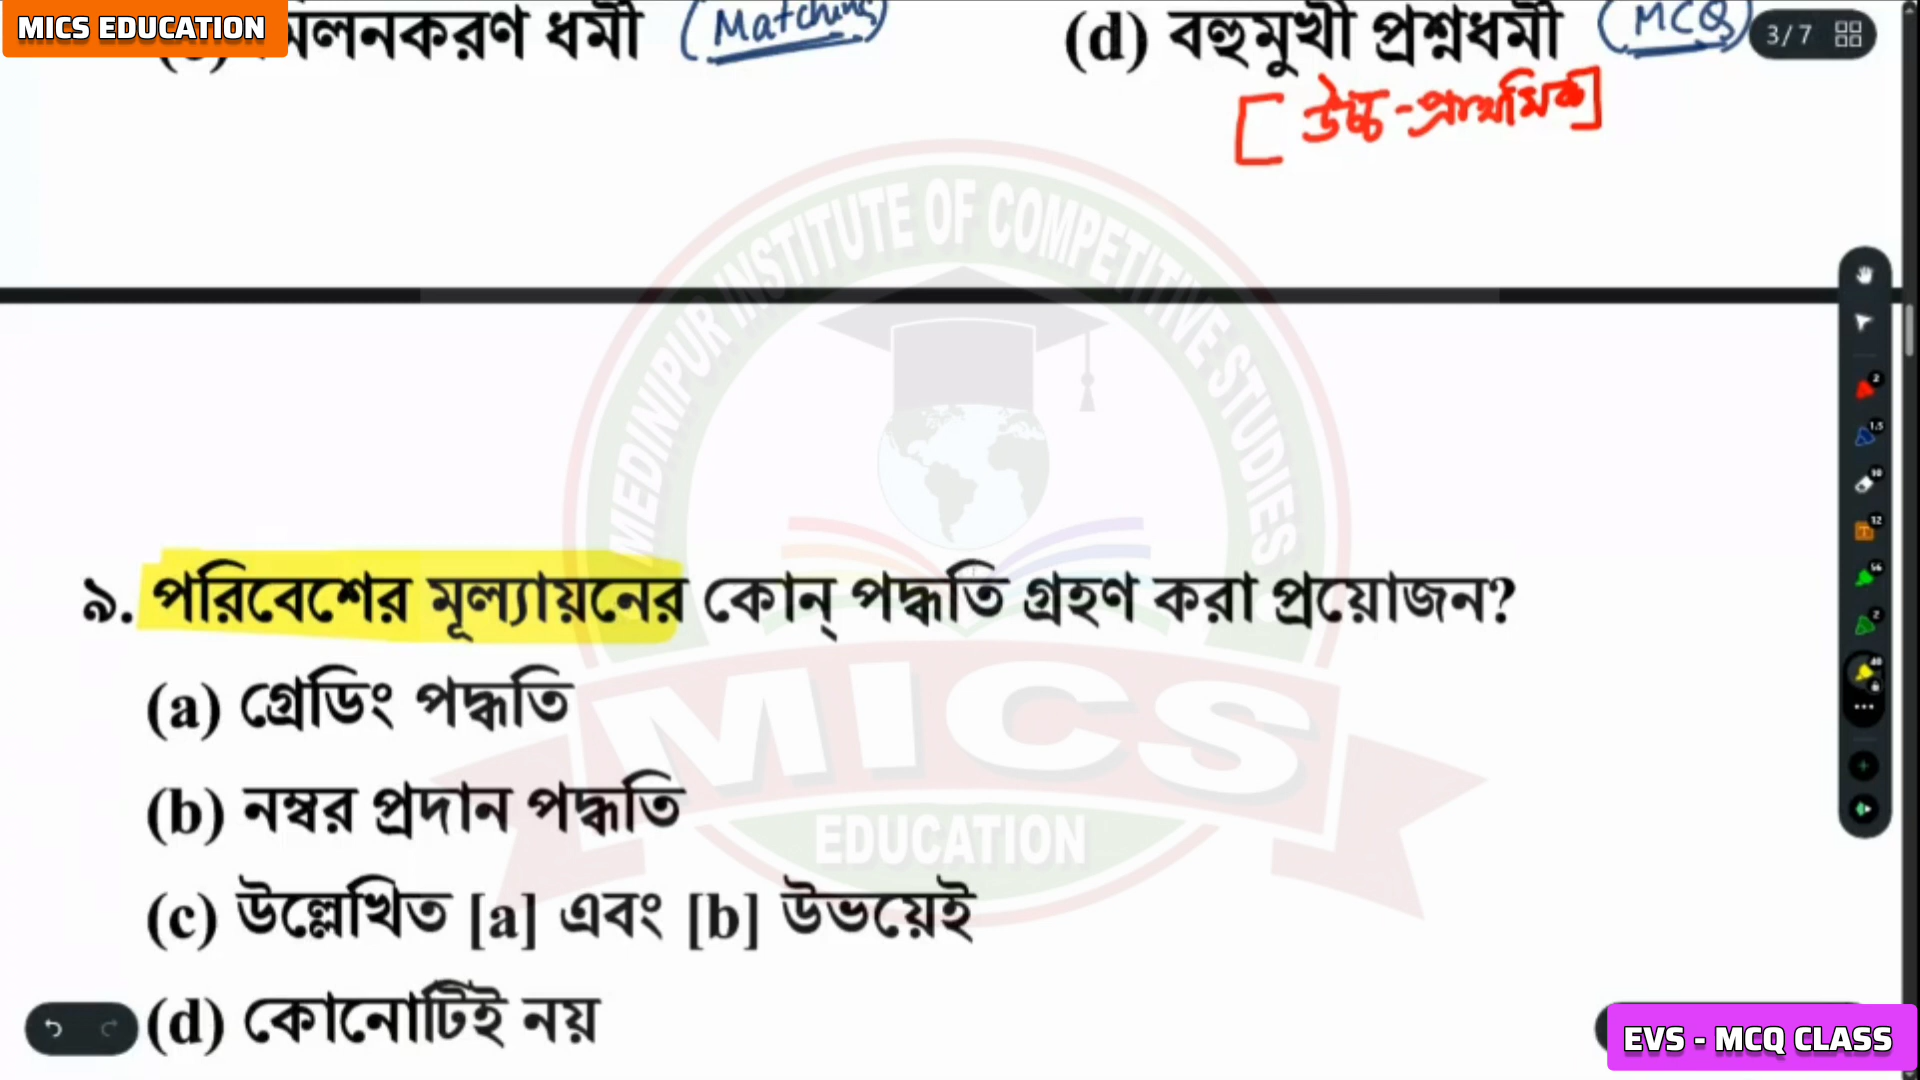 MICS EDUCATION
মিলনকরণ ধর্মী (Matching)
(d) বহুমুখী প্রশ্নধর্মী (MCQ)
3/7
[উচ্চ-প্রাথমিক]
MEDINIPUR INSTITUTE OF COMPETITIVE STUDIES
৯. পরিবেশের মূল্যায়নের কোন্ পদ্ধতি গ্রহণ করা প্রয়োজন?
(a) গ্রেডিং পদ্ধতি
MICS
(b) নম্বর প্রদান পদ্ধতি
EDUCATION
(c) উল্লেখিত [a] এবং [b] উভয়েই
(d) কোনোটিই নয়
EVS - MCQ CLASS